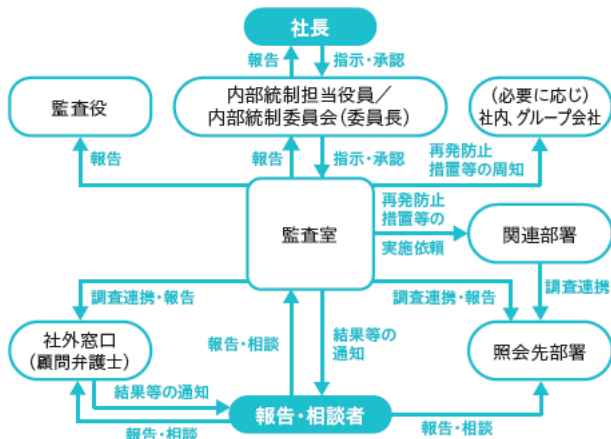 社長
報告
指示・承認
監査役
内部統制担当役員／
内部統制委員会（委員長）
（必要に応じ）
社内、グループ会社
報告
報告
指示・承認
再発防止
措置等の周知
監査室
再発防止
措置等の
実施依頼
関連部署
調査連携・報告
調査連携・報告
調査連携
社外窓口
（顧問弁護士）
報告・相談
結果等の
通知
照会先部署
結果等の通知
報告・相談
報告・相談者
報告・相談